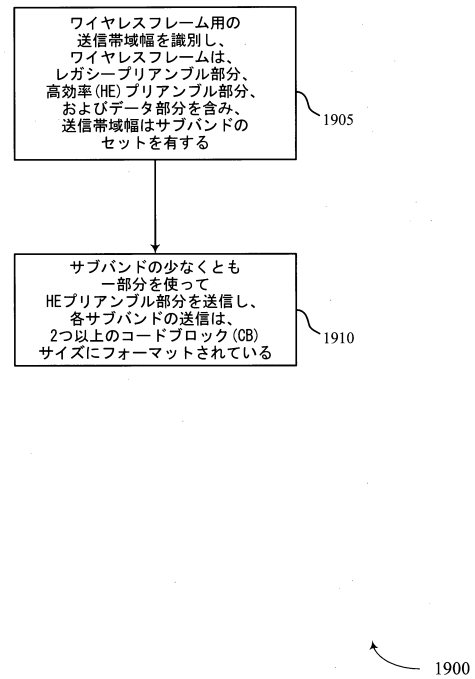 ワイヤレスフレーム用の
送信帯域幅を識別し、
ワイヤレスフレームは、
レガシープリアンブル部分、
高効率(HE)プリアンブル部分、
およびデータ部分を含み、
送信帯域幅はサブバンドの
セットを有する
1905
サブバンドの少なくとも
一部分を使って
HEプリアンブル部分を送信し、
各サブバンドの送信は、
2つ以上のコードブロック(CB)
サイズにフォーマットされている
1910
1900